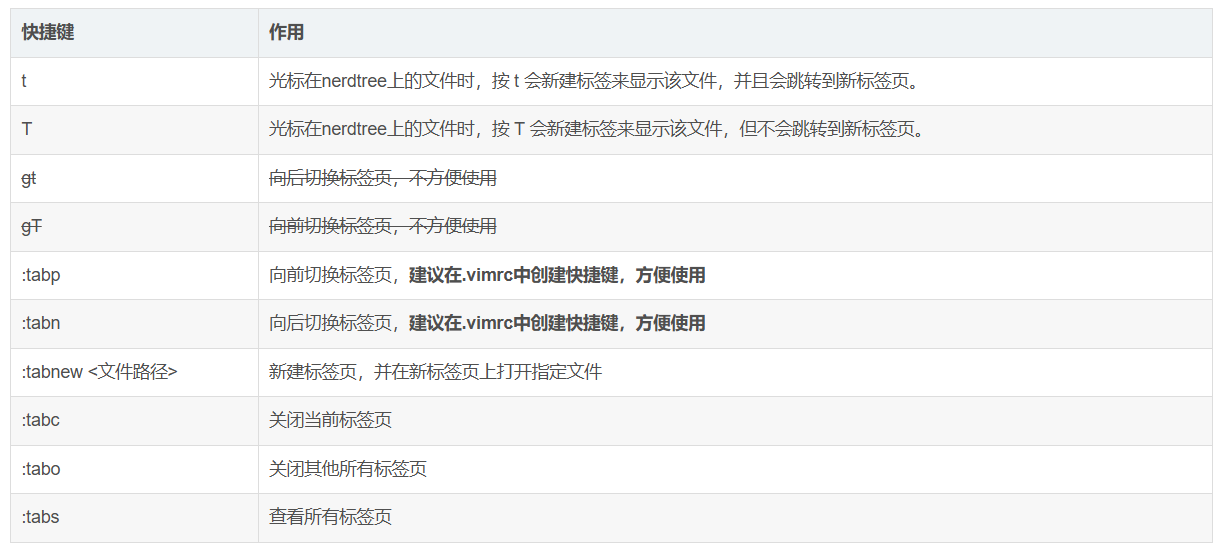 快捷键 作用
t 光标在nerdtree上的文件时，按 t 会新建标签来显示该文件，并且会跳转到新标签页。
T 光标在nerdtree上的文件时，按 T 会新建标签来显示该文件，但不会跳转到新标签页。
gt 向后切换标签页，不方便使用
gT 向前切换标签页，不方便使用
:tabp 向前切换标签页，建议在.vimrc中创建快捷键，方便使用
:tabn 向后切换标签页，建议在.vimrc中创建快捷键，方便使用
:tabnew <文件路径> 新建标签页，并在新标签页上打开指定文件
:tabc 关闭当前标签页
:tabo 关闭其他所有标签页
:tabs 查看所有标签页